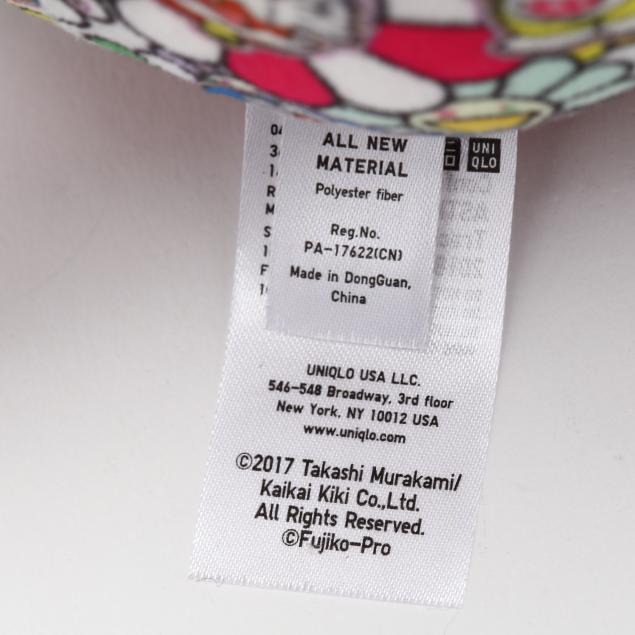 ALL NEW
MATERIAL
Polyester fiber
Reg.No.
PA-17622(CN)
Made in DongGuan,
China
UNI
QLO
UNIQLO USA LLC.
546-548 Broadway, 3rd floor
New York, NY 10012 USA
www.uniqlo.com
©2017 Takashi Murakami/
Kaikai Kiki Co.,Ltd.
All Rights Reserved.
©Fujiko-Pro